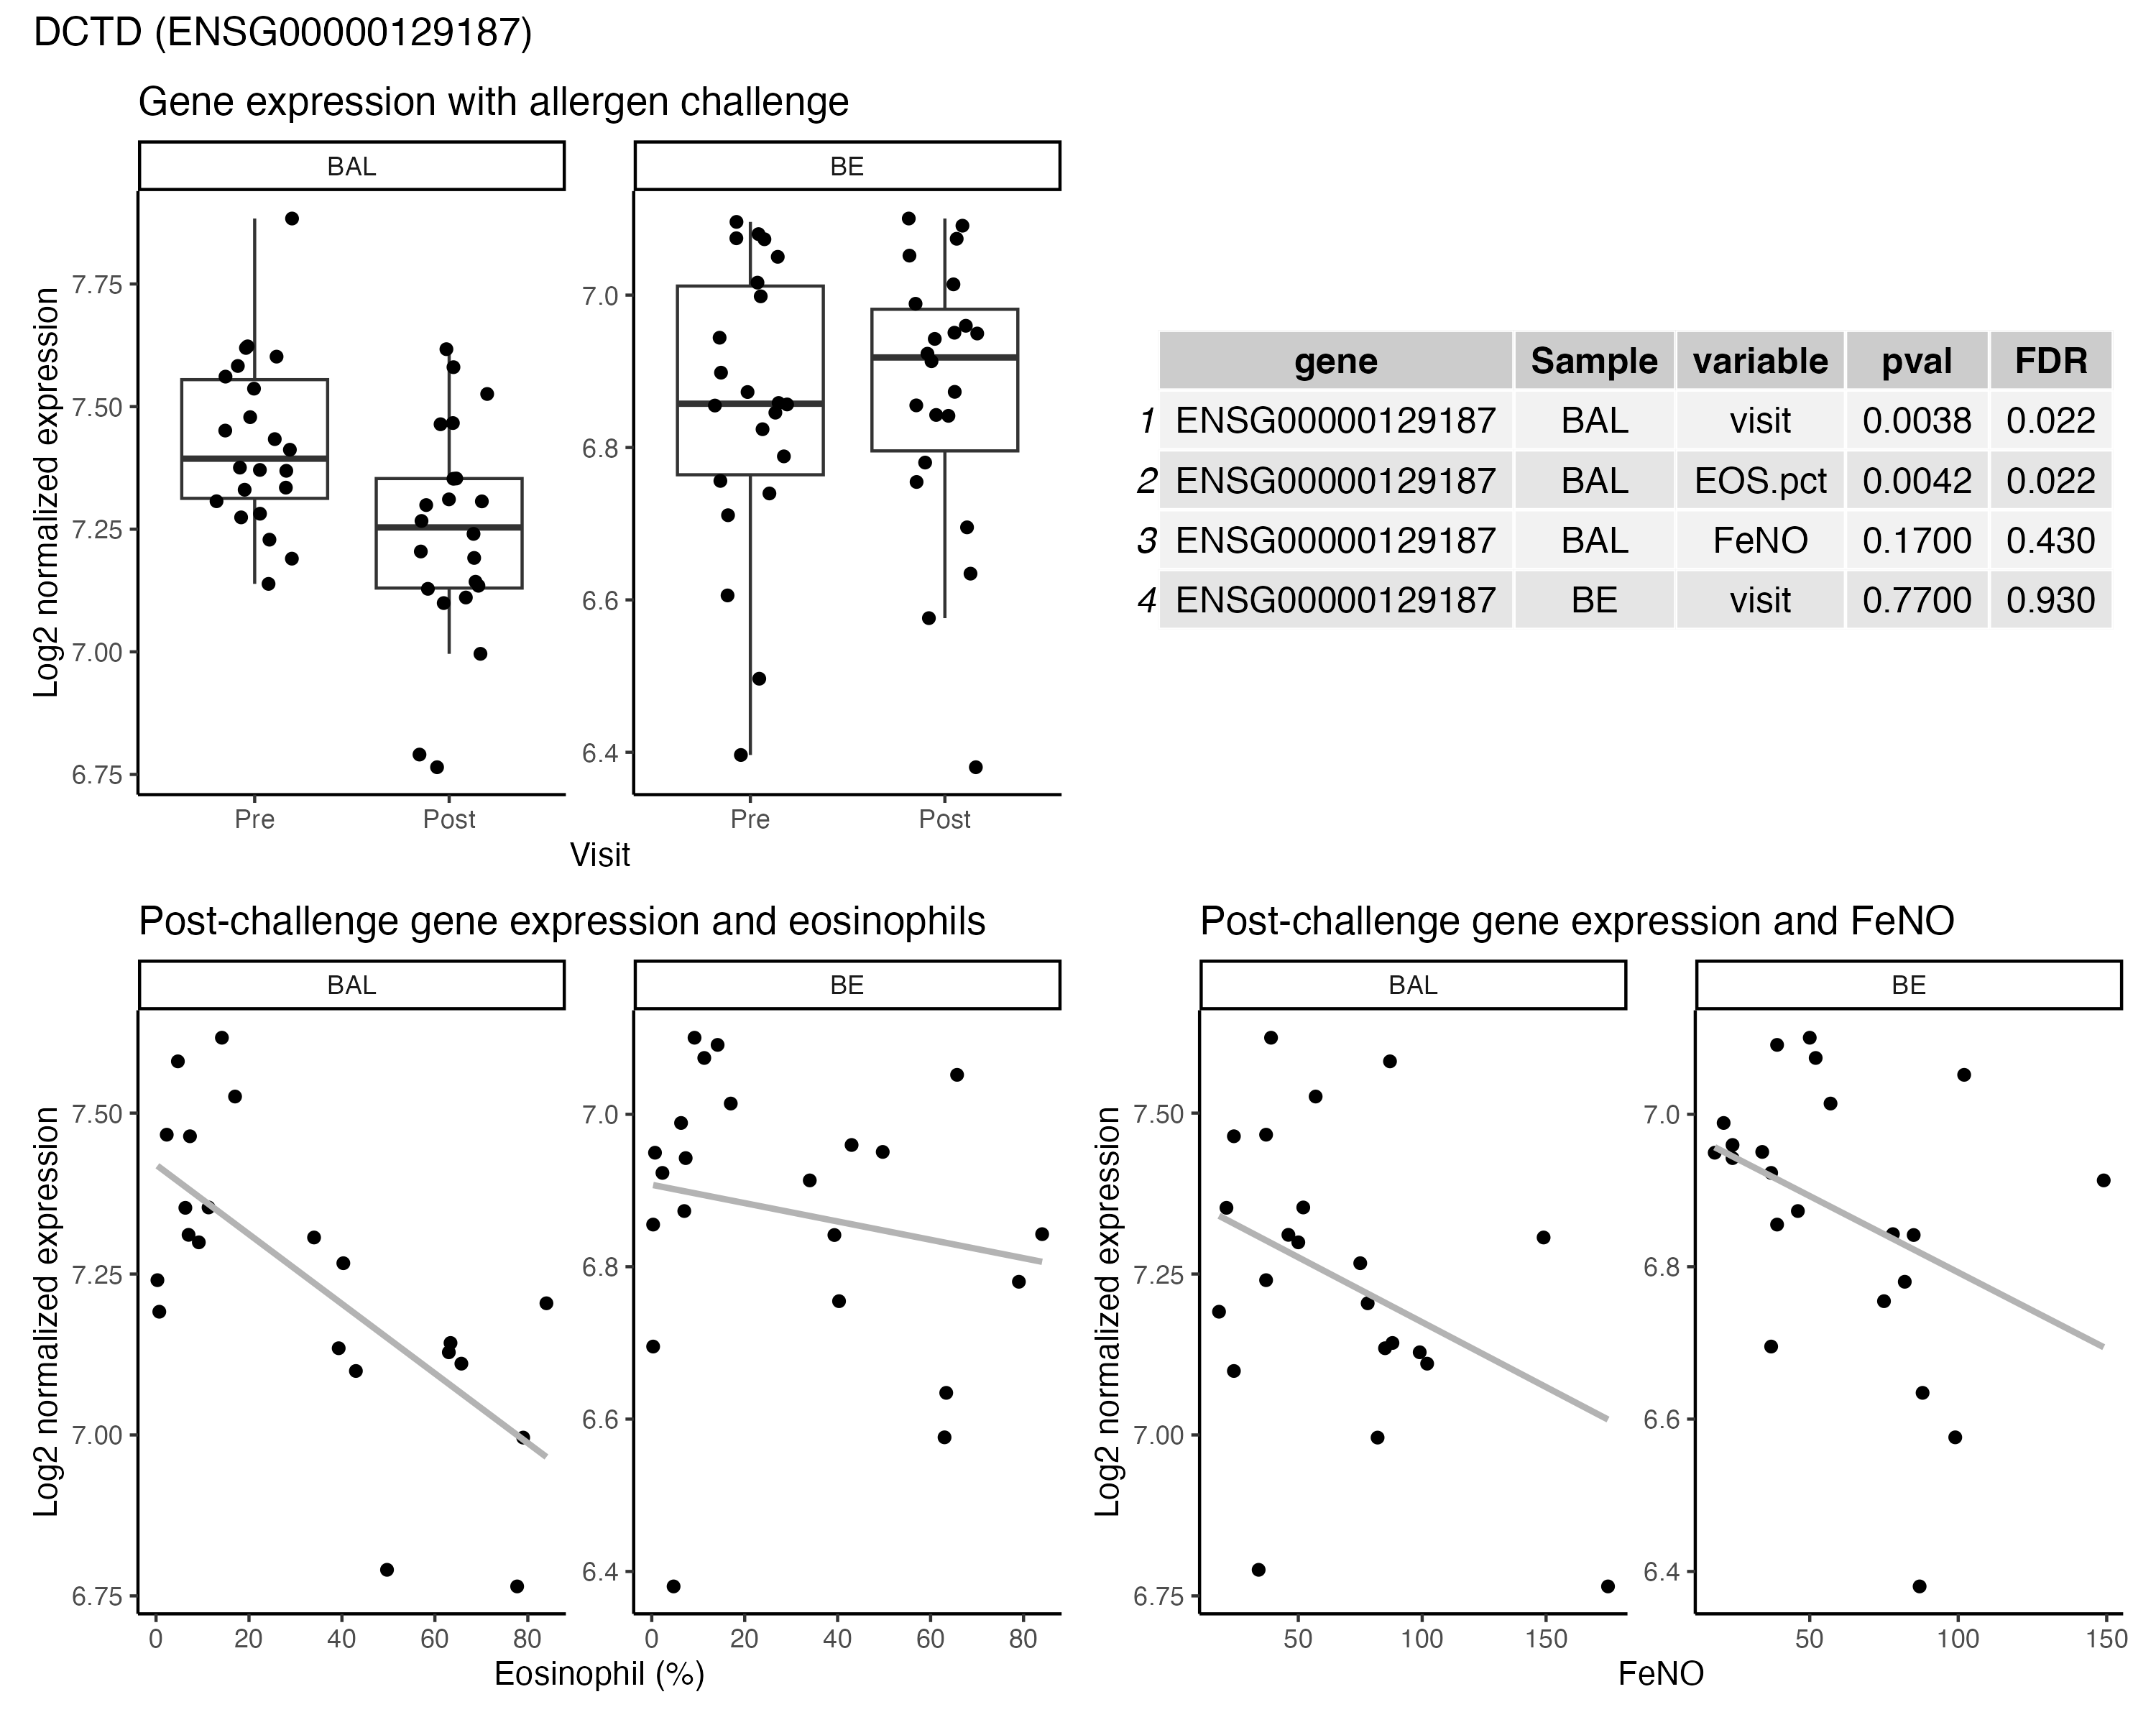 DCTD (ENSG00000129187)
Gene expression with allergen challenge
BAL
BE
Log2 normalized expression
7.75
7.50
7.25
7.00
6.75
7.0
6.8
6.6
6.4
Pre
Post
Pre
Post
Visit
gene Sample variable pval FDR
1 ENSG00000129187 BAL visit 0.0038 0.022
2 ENSG00000129187 BAL EOS.pct 0.0042 0.022
3 ENSG00000129187 BAL FeNO 0.1700 0.430
4 ENSG00000129187 BE visit 0.7700 0.930
Post-challenge gene expression and eosinophils
BAL
BE
Log2 normalized expression
7.50
7.25
7.00
6.75
7.0
6.8
6.6
6.4
0 20 40 60 80
0 20 40 60 80
Eosinophil (%)
Post-challenge gene expression and FeNO
BAL
BE
Log2 normalized expression
7.50
7.25
7.00
6.75
7.0
6.8
6.6
6.4
50 100 150
50 100 150
FeNO